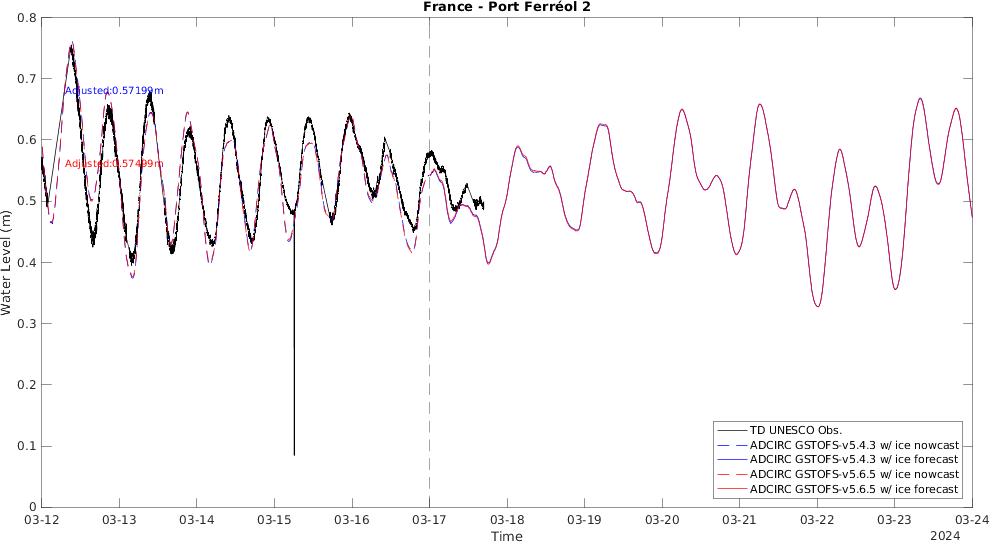 France - Port Ferréol 2
0.8
0.7
0.6
0.5
0.4
0.3
0.2
0.1
0
Water Level (m)
Adjusted:0.57199m
Adjusted:0.57499m
TD UNESCO Obs.
ADCIRC GSTOFS-v5.4.3 w/ ice nowcast
ADCIRC GSTOFS-v5.4.3 w/ ice forecast
ADCIRC GSTOFS-v5.6.5 w/ ice nowcast
ADCIRC GSTOFS-v5.6.5 w/ ice forecast
03-12 03-13 03-14 03-15 03-16 03-17 03-18 03-19 03-20 03-21 03-22 03-23 03-24
Time
2024